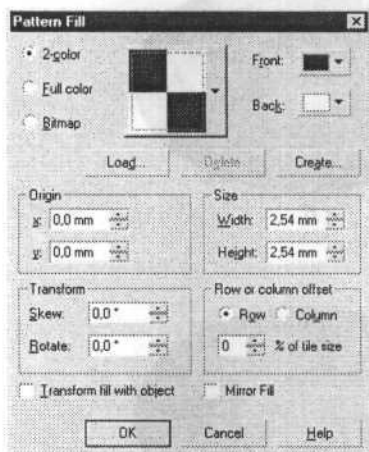 Pattern Fill
2-color
Full color
Bitmap
Front:
Back:
Load... Delete Create...
Origin
x: 0,0 mm
y: 0,0 mm
Size
Width: 2,54 mm
Height: 2,54 mm
Transform
Skew: 0,0 °
Rotate: 0,0 °
Row or column offset
Row Column
0 % of tile size
Transform fill with object Mirror Fill
OK Cancel Help